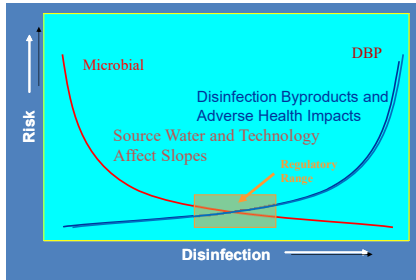 Microbial
DBP
Disinfection Byproducts and
Adverse Health Impacts
Source Water and Technology
Affect Slopes
Regulatory
Range
Risk
Disinfection